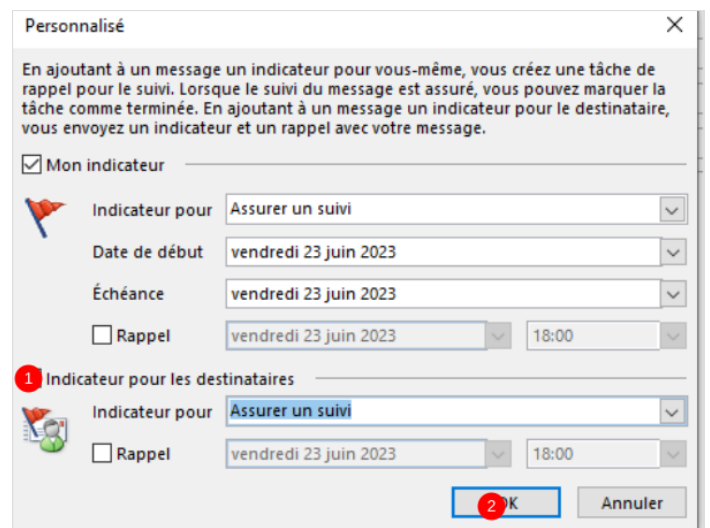 Personnalisé
En ajoutant à un message un indicateur pour vous-même, vous créez une tâche de
rappel pour le suivi. Lorsque le suivi du message est assuré, vous pouvez marquer la
tâche comme terminée. En ajoutant à un message un indicateur pour le destinataire,
vous envoyez un indicateur et un rappel avec votre message.
Mon indicateur
Indicateur pour Assurer un suivi
Date de début vendredi 23 juin 2023
Échéance vendredi 23 juin 2023
Rappel vendredi 23 juin 2023 18:00
1 Indicateur pour les destinataires
Indicateur pour Assurer un suivi
Rappel vendredi 23 juin 2023 18:00
2 K Annuler